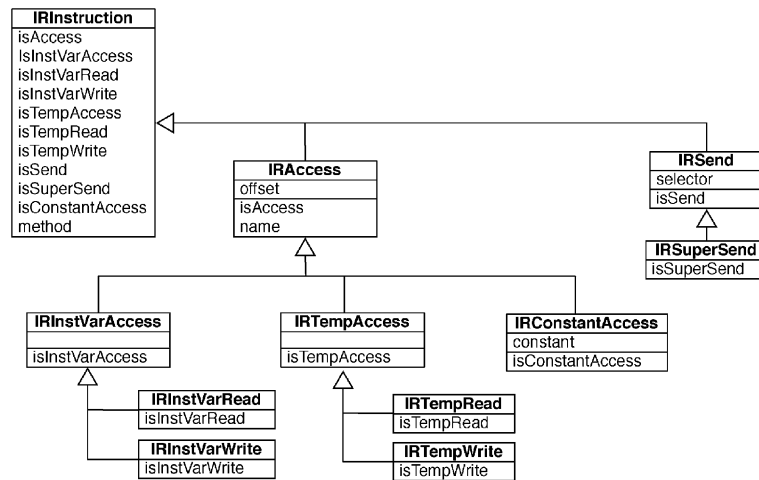 IRInstruction
isAccess
IsInstVarAccess
isInstVarRead
isInstVarWrite
isTempAccess
isTempRead
isTempWrite
isSend
isSuperSend
isConstantAccess
method
IRAccess
offset
isAccess
name
IRSend
selector
isSend
IRSuperSend
isSuperSend
IRInstVarAccess
isInstVarAccess
IRTempAccess
isTempAccess
IRConstantAccess
constant
isConstantAccess
IRInstVarRead
isInstVarRead
IRInstVarWrite
isInstVarWrite
IRTempRead
isTempRead
IRTempWrite
isTempWrite